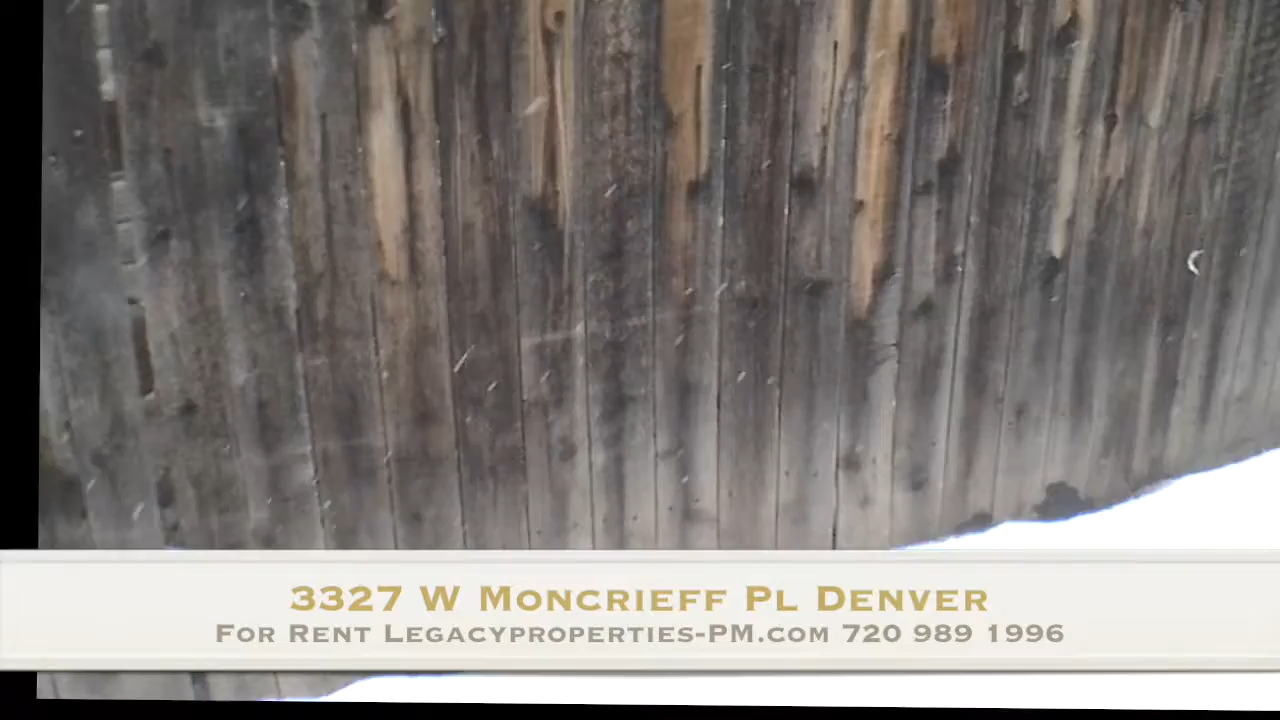 3327 W Moncrieff Pl Denver
For Rent Legacyproperties-PM.com 720 989 1996